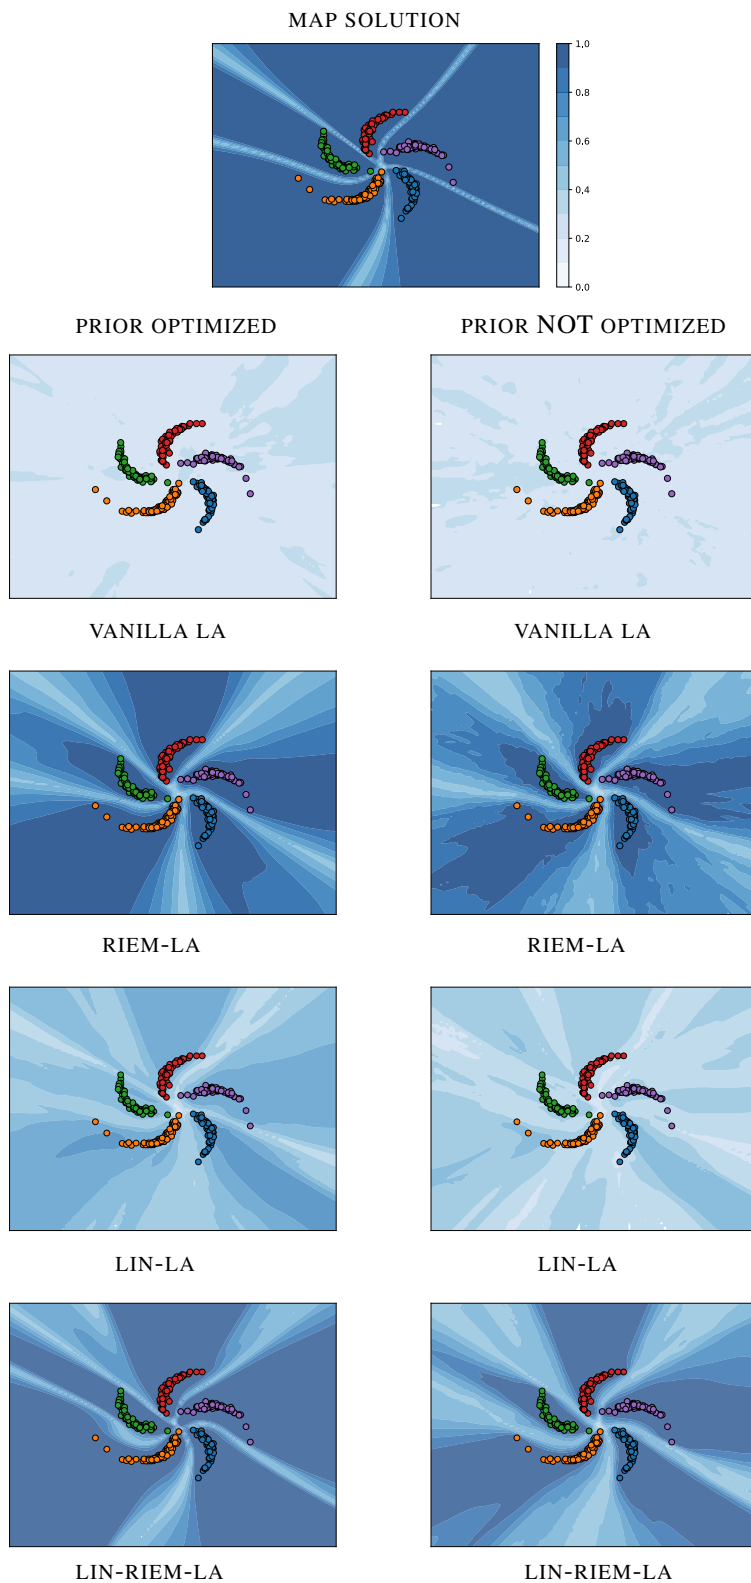 MAP SOLUTION
1.0
0.8
0.6
0.4
0.2
0.0
PRIOR OPTIMIZED
PRIOR NOT OPTIMIZED
VANILLA LA
VANILLA LA
RIEM-LA
RIEM-LA
LIN-LA
LIN-LA
LIN-RIEM-LA
LIN-RIEM-LA